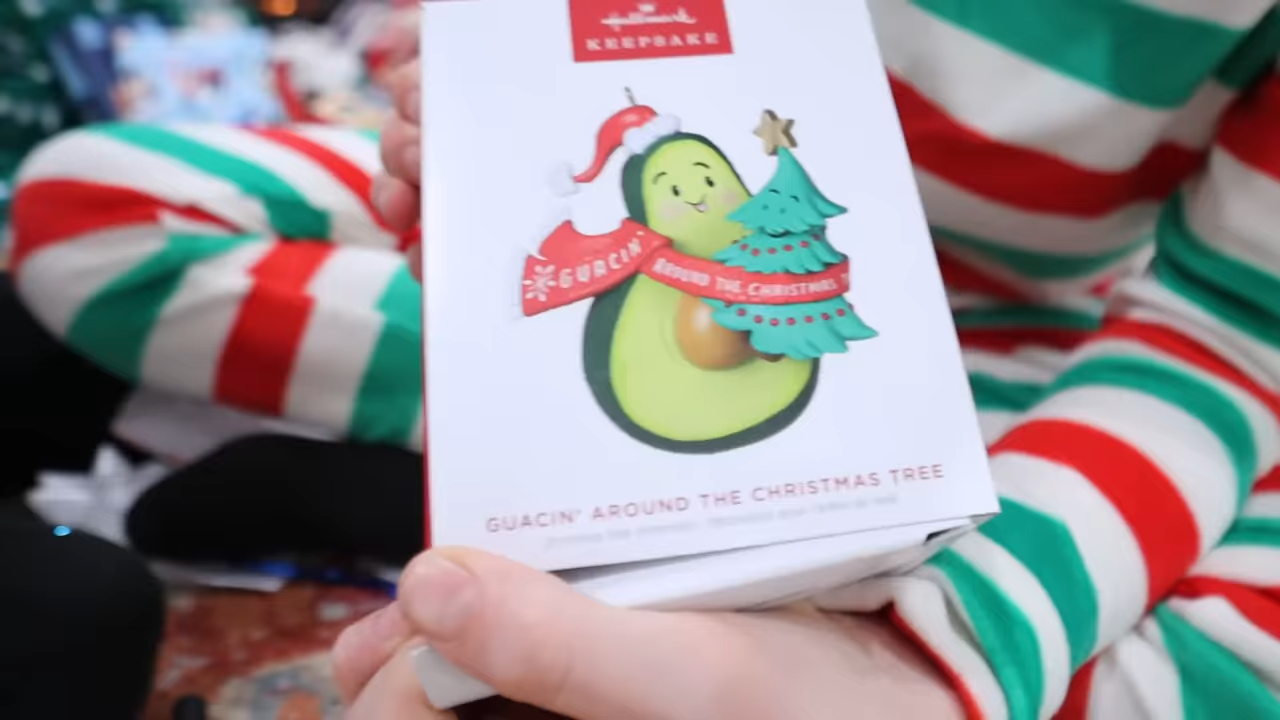 Hallmark
KEEPSAKE
GUACIN'
AROUND THE CHRISTMAS
GUACIN' AROUND THE CHRISTMAS TREE